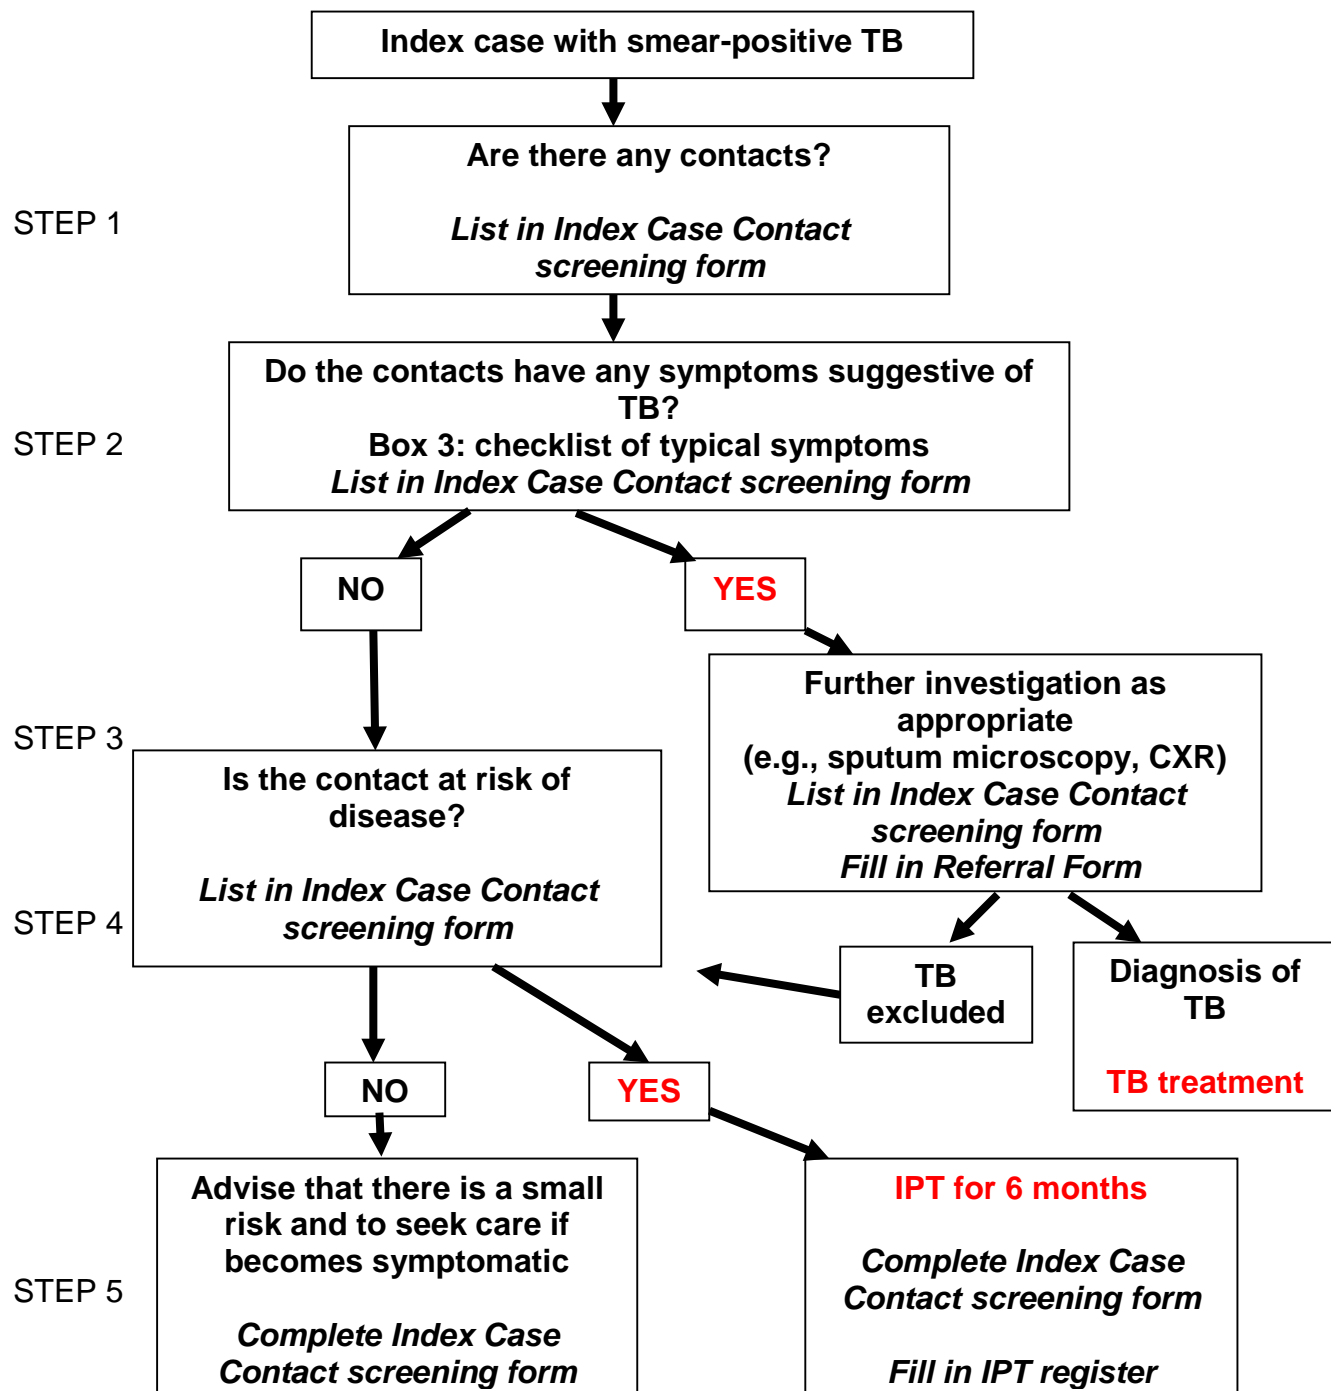 Index case with smear-positive TB
STEP 1
Are there any contacts?
List in Index Case Contact
screening form
STEP 2
Do the contacts have any symptoms suggestive of
TB?
Box 3: checklist of typical symptoms
List in Index Case Contact screening form
NO
YES
STEP 3
Further investigation as
appropriate
(e.g., sputum microscopy, CXR)
List in Index Case Contact
screening form
Fill in Referral Form
STEP 4
Is the contact at risk of
disease?
List in Index Case Contact
screening form
TB
excluded
Diagnosis of
TB
TB treatment
NO
YES
STEP 5
Advise that there is a small
risk and to seek care if
becomes symptomatic
Complete Index Case
Contact screening form
IPT for 6 months
Complete Index Case
Contact screening form
Fill in IPT register